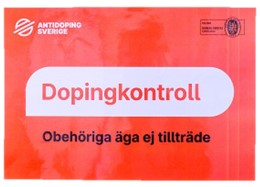 ANTIDOPING
SVERIGE
Dopingkontroll
Obehöriga äga ej tillträde